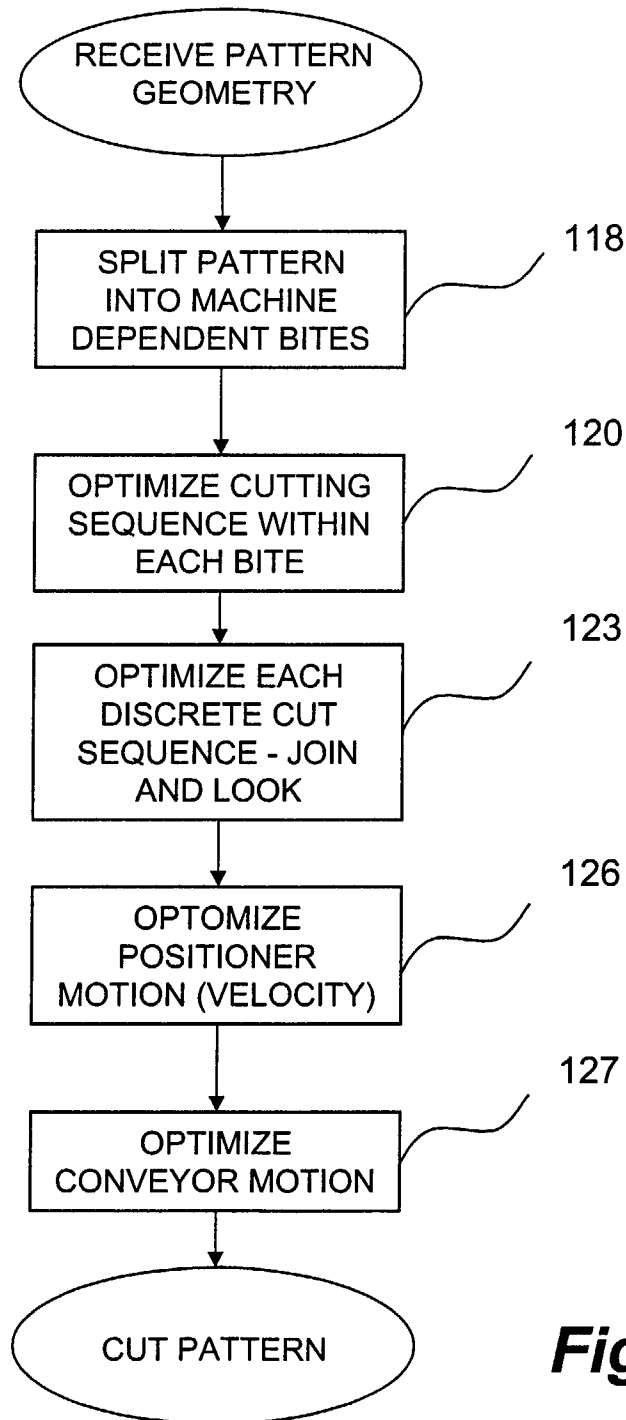 RECEIVE PATTERN
GEOMETRY
118
SPLIT PATTERN
INTO MACHINE
DEPENDENT BITES
120
OPTIMIZE CUTTING
SEQUENCE WITHIN
EACH BITE
123
OPTIMIZE EACH
DISCRETE CUT
SEQUENCE - JOIN
AND LOOK
126
OPTOMIZE
POSITIONER
MOTION (VELOCITY)
127
OPTIMIZE
CONVEYOR MOTION
CUT PATTERN
Fig